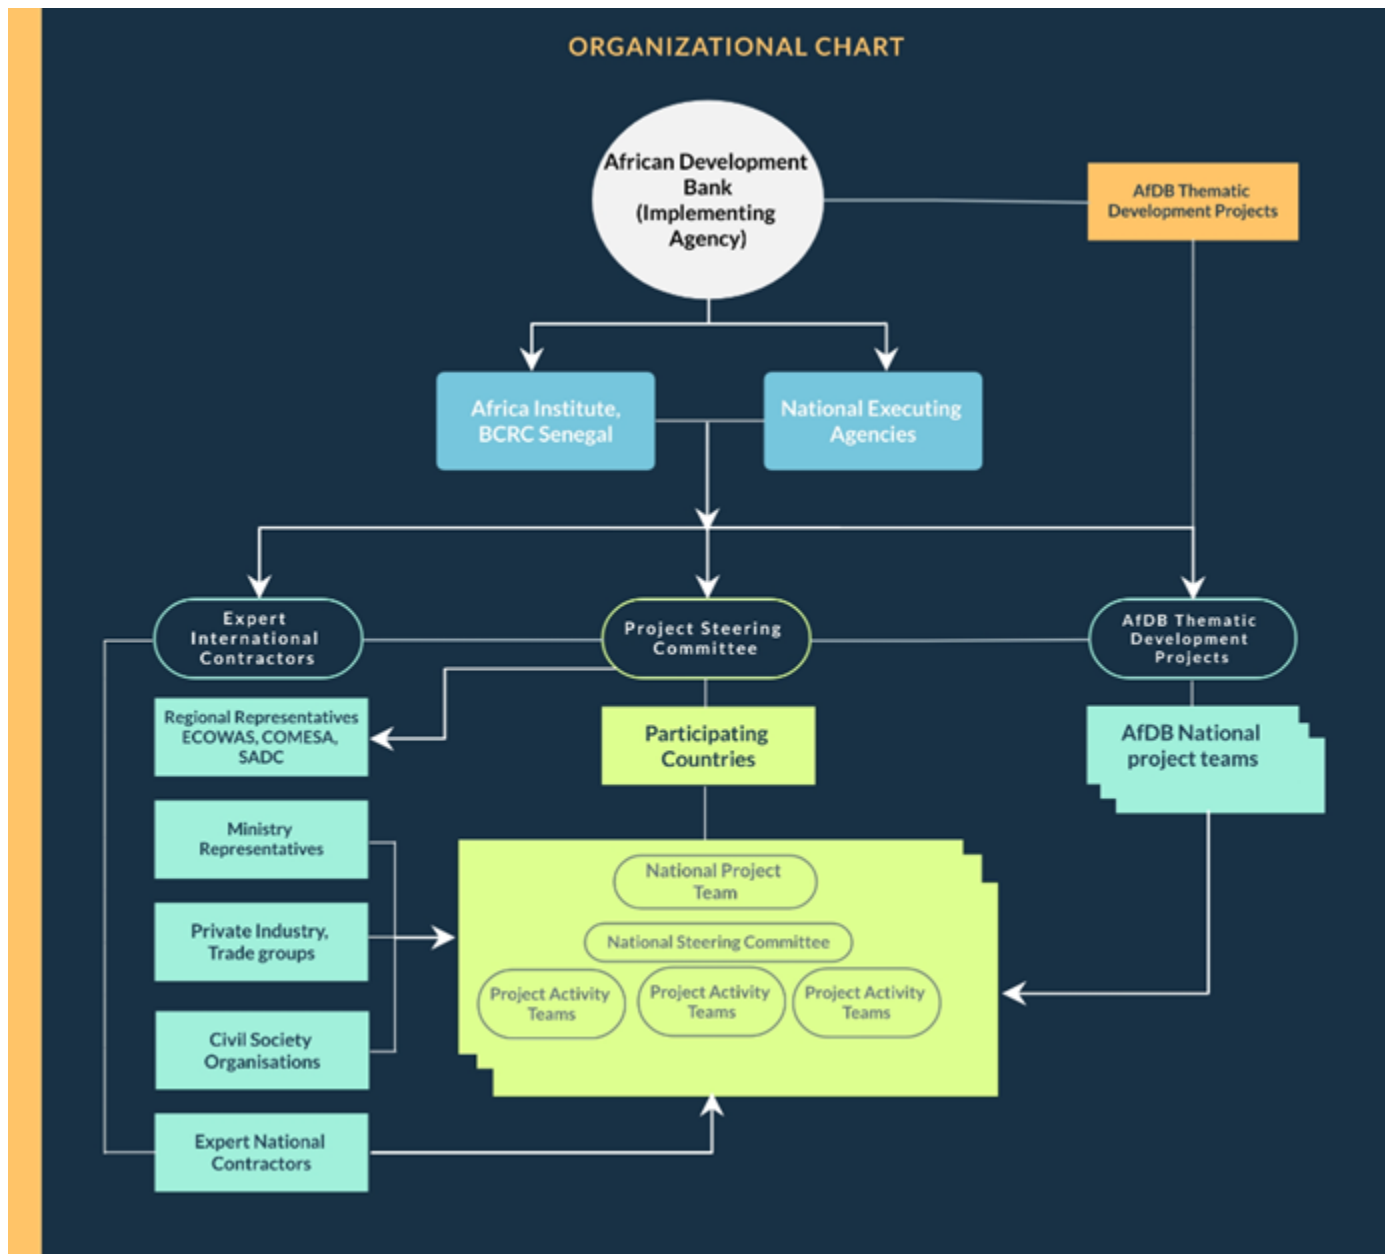 ORGANIZATIONAL CHART
African Development
Bank
(Implementing
Agency)
AfDB Thematic
Development Projects
Africa Institute,
BCRC Senegal
National Executing
Agencies
Expert
International
Contractors
Project Steering
Committee
AfDB Thematic
Development
Projects
Regional Representatives
ECOWAS, COMESA,
SADC
Participating
Countries
AfDB National
project teams
Ministry
Representatives
Private Industry,
Trade groups
Civil Society
Organisations
Expert National
Contractors
National Project
Team
National Steering Committee
Project Activity
Teams
Project Activity
Teams
Project Activity
Teams